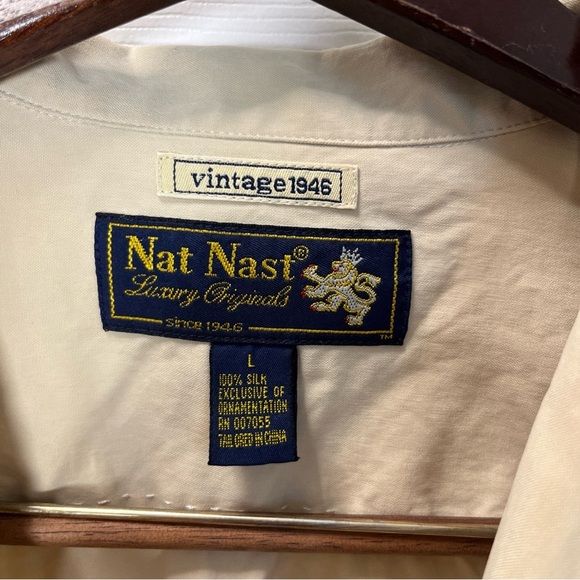 vintage1946
Nat Nast®
Luxury Originals
since 1946
TM
L
100% SILK
EXCLUSIVE OF
ORNAMENTATION
RN 007055
TAILORED IN CHINA